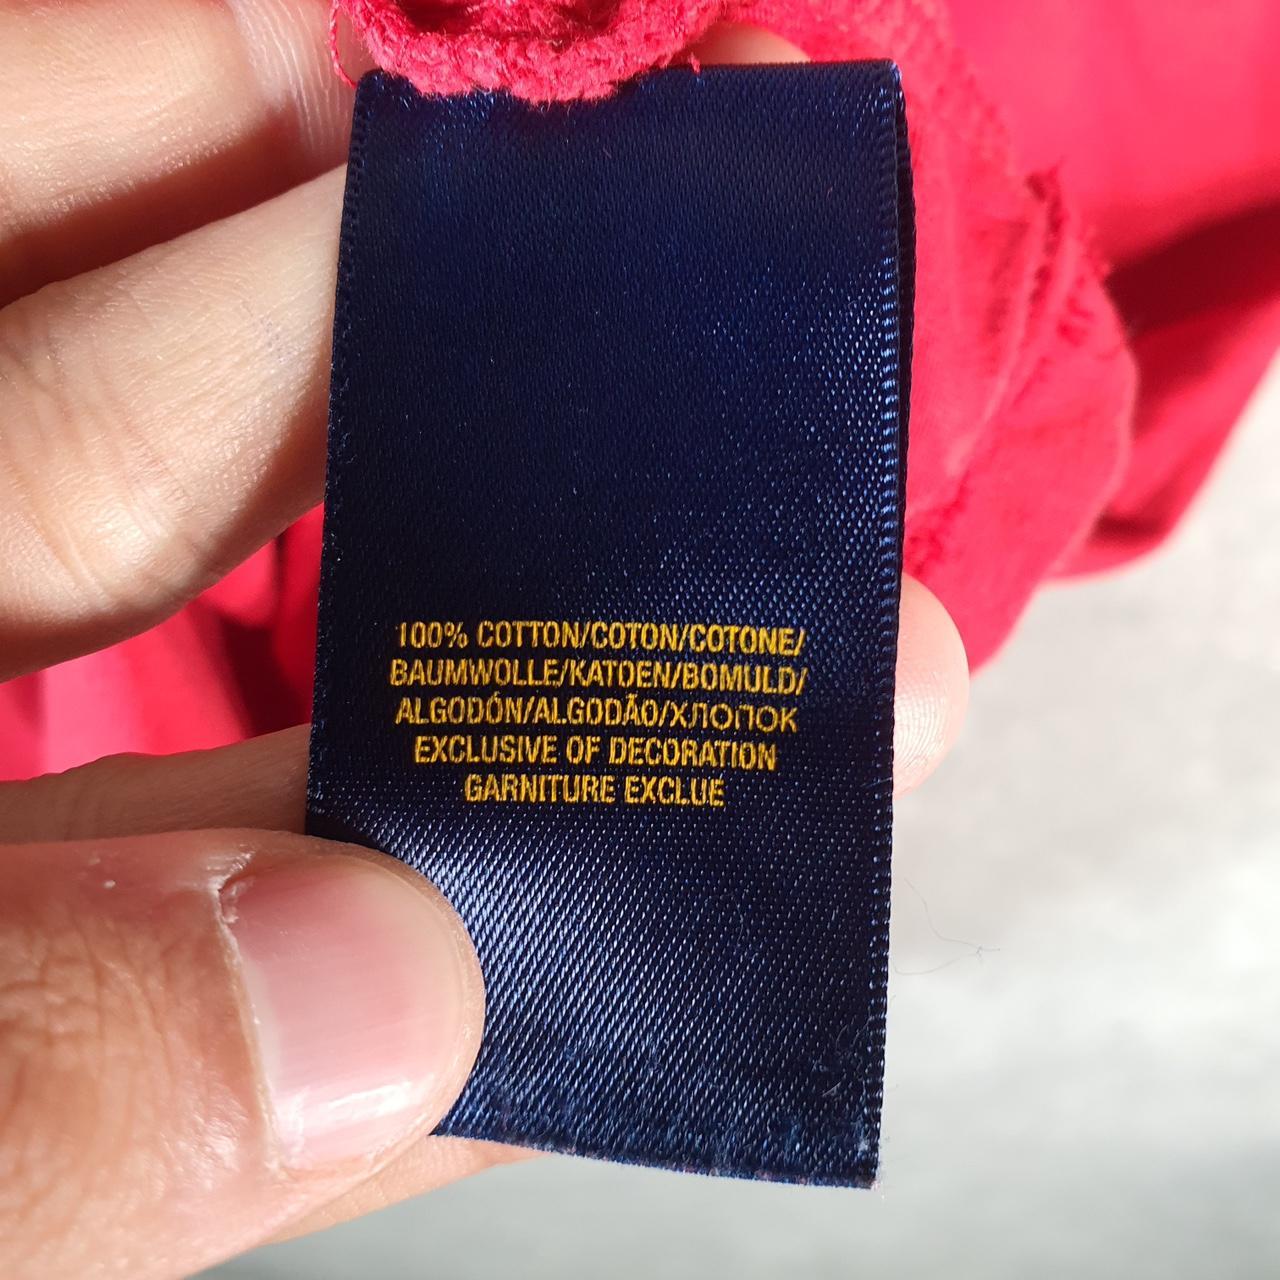 100% COTTON/COTON/COTONE/
BAUMWOLLE/KATOEN/BOMULD/
ALGODÓN/ALGODÃO/ХЛОПОК
EXCLUSIVE OF DECORATION
GARNITURE EXCLUE